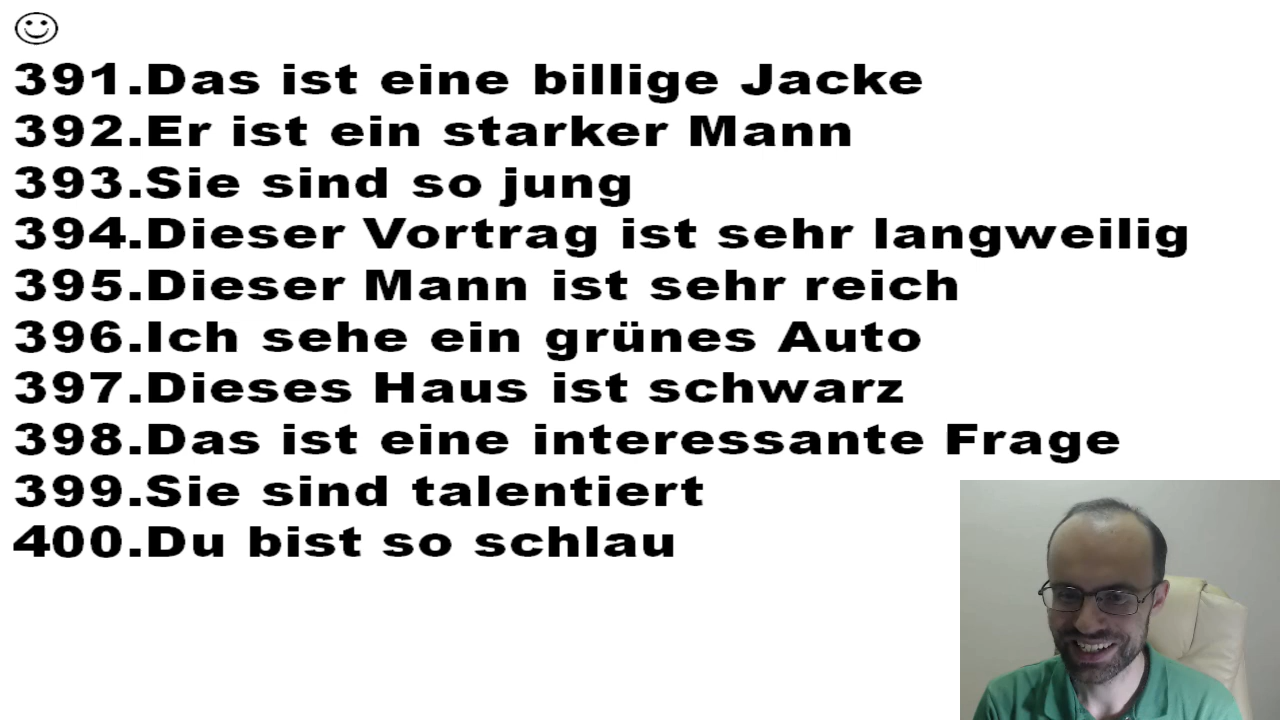 391.Das ist eine billige Jacke
392.Er ist ein starker Mann
393.Sie sind so jung
394.Dieser Vortrag ist sehr langweilig
395.Dieser Mann ist sehr reich
396.Ich sehe ein grünes Auto
397.Dieses Haus ist schwarz
398.Das ist eine interessante Frage
399.Sie sind talentiert
400.Du bist so schlau